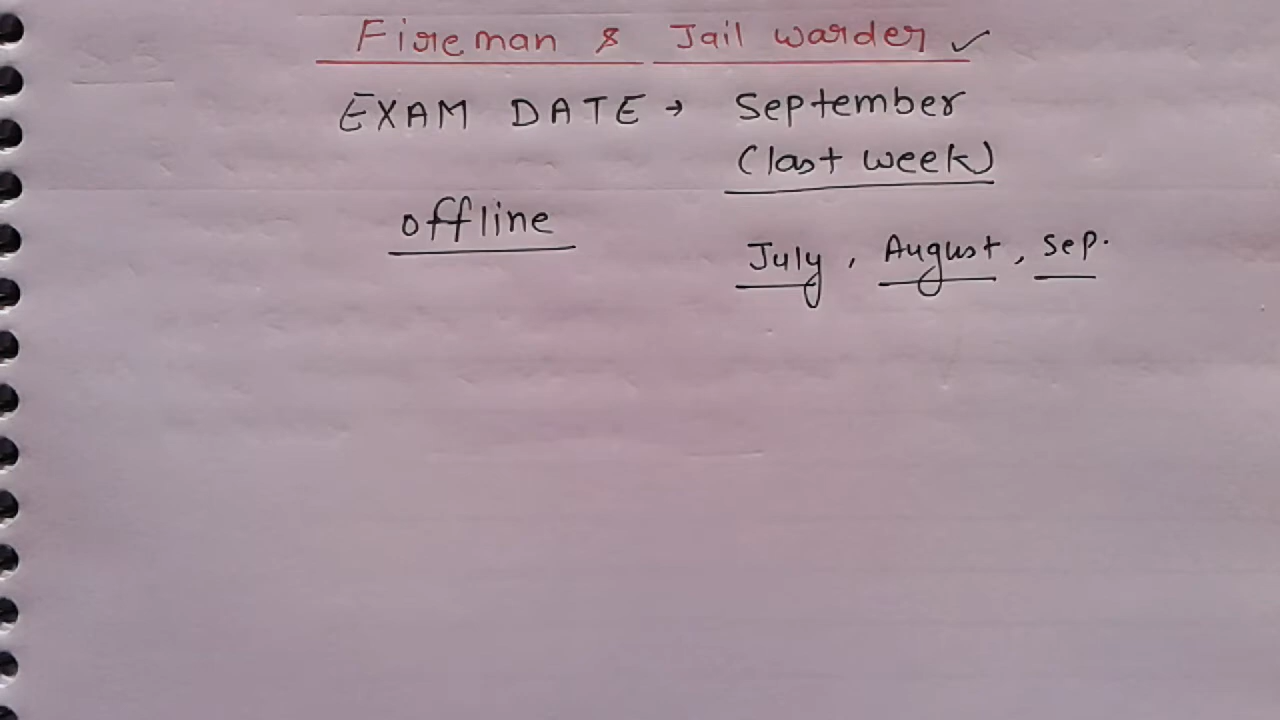 Fireman & Jail warder ✓
EXAM DATE → September
(last week)
offline
July, August, sep.